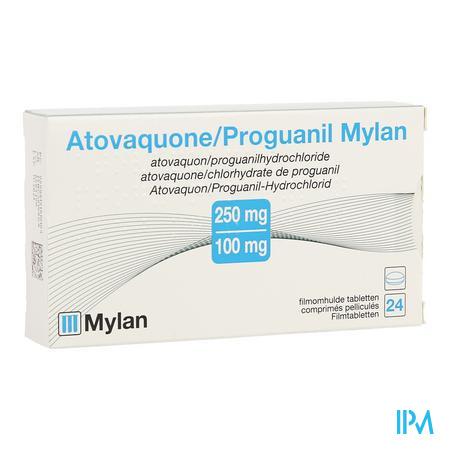 Atovaquone/Proguanil Mylan
atovaquon/proguanilhydrochloride
atovaquone/chlorhydrate de proguanil
Atovaquon/Proguanil-Hydrochlorid
250 mg
100 mg
filmomhulde tabletten
comprimés pelliculés
Filmtabletten
24
Mylan
IPM